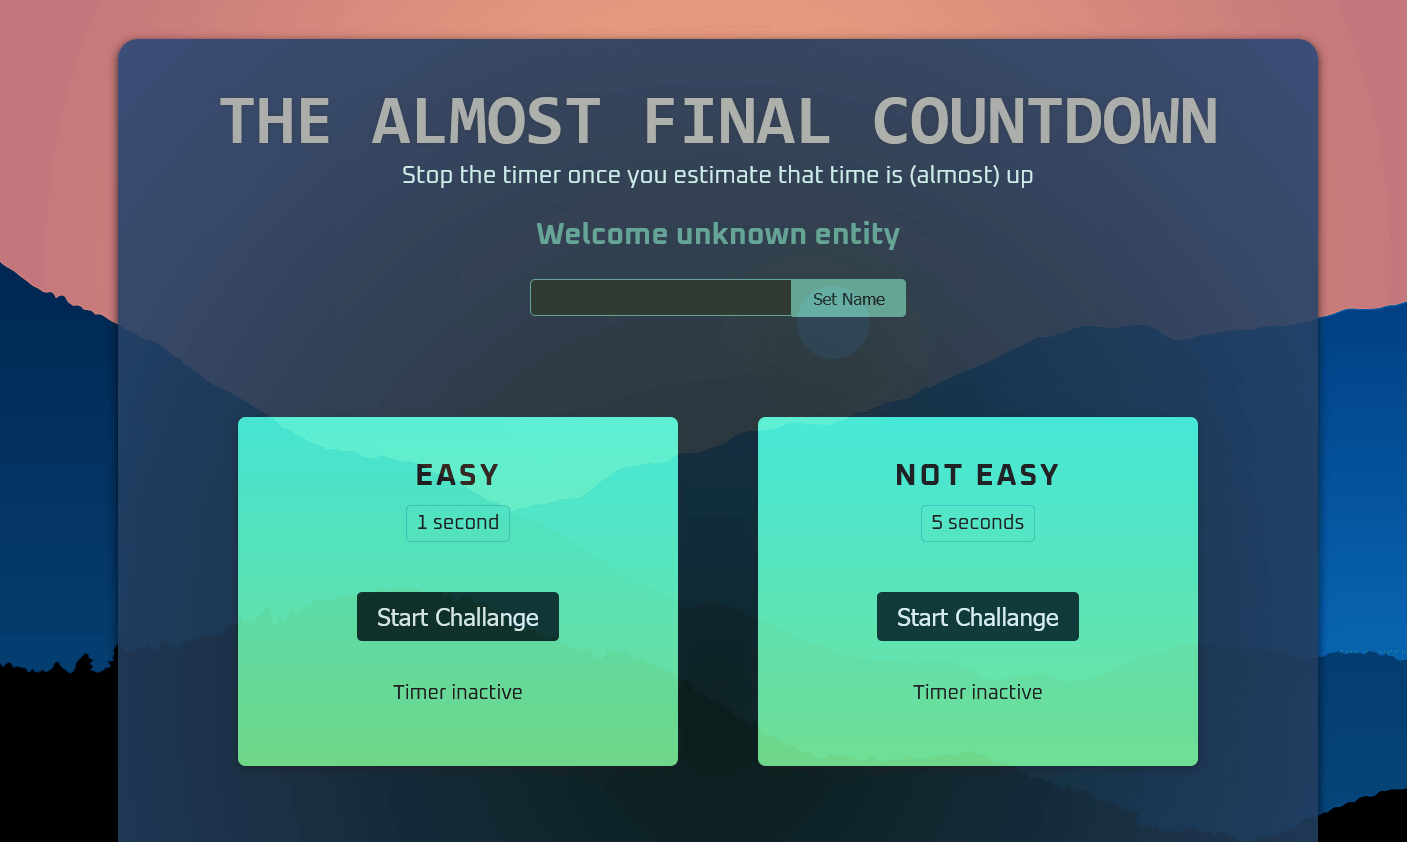 THE ALMOST FINAL COUNTDOWN
Stop the timer once you estimate that time is (almost) up
Welcome unknown entity
Set Name
EASY
1 second
Start Challange
Timer inactive
NOT EASY
5 seconds
Start Challange
Timer inactive